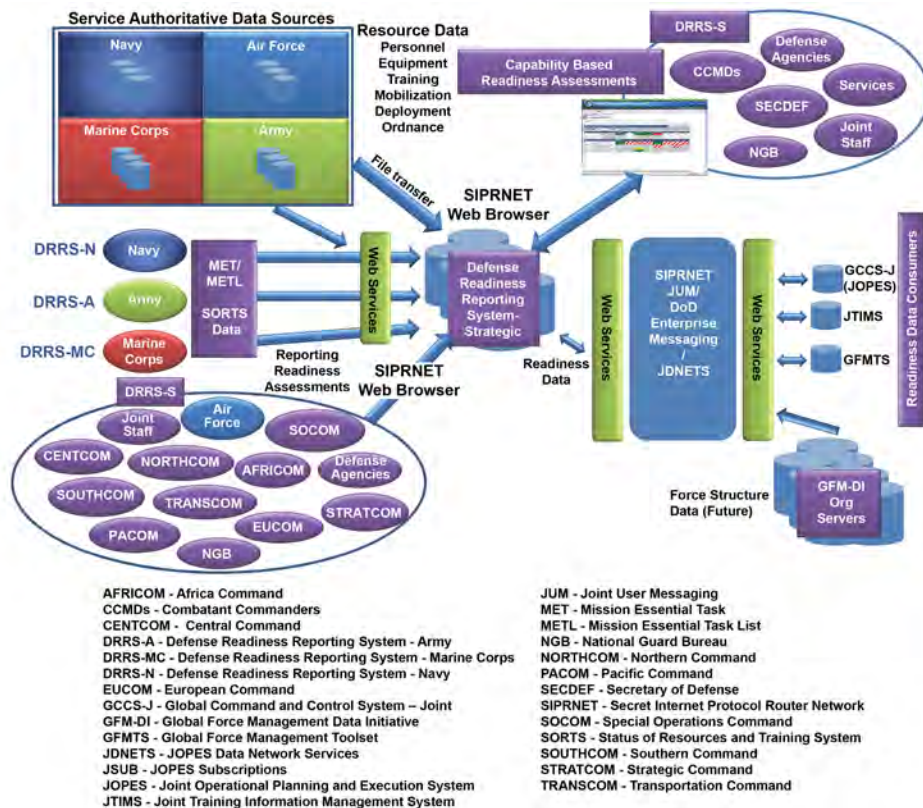 Service Authoritative Data Sources
Navy
Air Force
Marine Corps
Army
Resource Data
Personnel
Equipment
Training
Mobilization
Deployment
Ordnance
DRRS-S
Capability Based
Readiness Assessments
CCMDs
Defense
Agencies
Services
SECDEF
Joint
Staff
NGB
File transfer
SIPRNET
Web Browser
DRRS-N
Navy
DRRS-A
Army
DRRS-MC
Marine
Corps
MET/
METL
SORTS
Data
Web Services
Defense
Readiness
Reporting
System-
Strategic
Reporting
Readiness
Assessments
SIPRNET
Web Browser
Readiness
Data
Web Services
SIPRNET
JUM/
DoD
Enterprise
Messaging
/
JDNETS
Web Services
GCCS-J
(JOPES)
JTIMS
GFMTS
Readiness Data Consumers
Force Structure
Data (Future)
GFM-DI
Org
Servers
DRRS-S
Joint
Staff
Air
Force
SOCOM
CENTCOM
NORTHCOM
AFRICOM
Defense
Agencies
SOUTHCOM
TRANSCOM
STRATCOM
PACOM
EUCOM
NGB
AFRICOM - Africa Command
CCMDs - Combatant Commanders
CENTCOM - Central Command
DRRS-A - Defense Readiness Reporting System - Army
DRRS-MC - Defense Readiness Reporting System - Marine Corps
DRRS-N - Defense Readiness Reporting System - Navy
EUCOM - European Command
GCCS-J - Global Command and Control System – Joint
GFM-DI - Global Force Management Data Initiative
GFMTS - Global Force Management Toolset
JDNETS - JOPES Data Network Services
JSUB - JOPES Subscriptions
JOPES - Joint Operational Planning and Execution System
JTIMS - Joint Training Information Management System
JUM - Joint User Messaging
MET - Mission Essential Task
METL - Mission Essential Task List
NGB - National Guard Bureau
NORTHCOM - Northern Command
PACOM - Pacific Command
SECDEF - Secretary of Defense
SIPRNET - Secret Internet Protocol Router Network
SOCOM - Special Operations Command
SORTS - Status of Resources and Training System
SOUTHCOM - Southern Command
STRATCOM - Strategic Command
TRANSCOM - Transportation Command